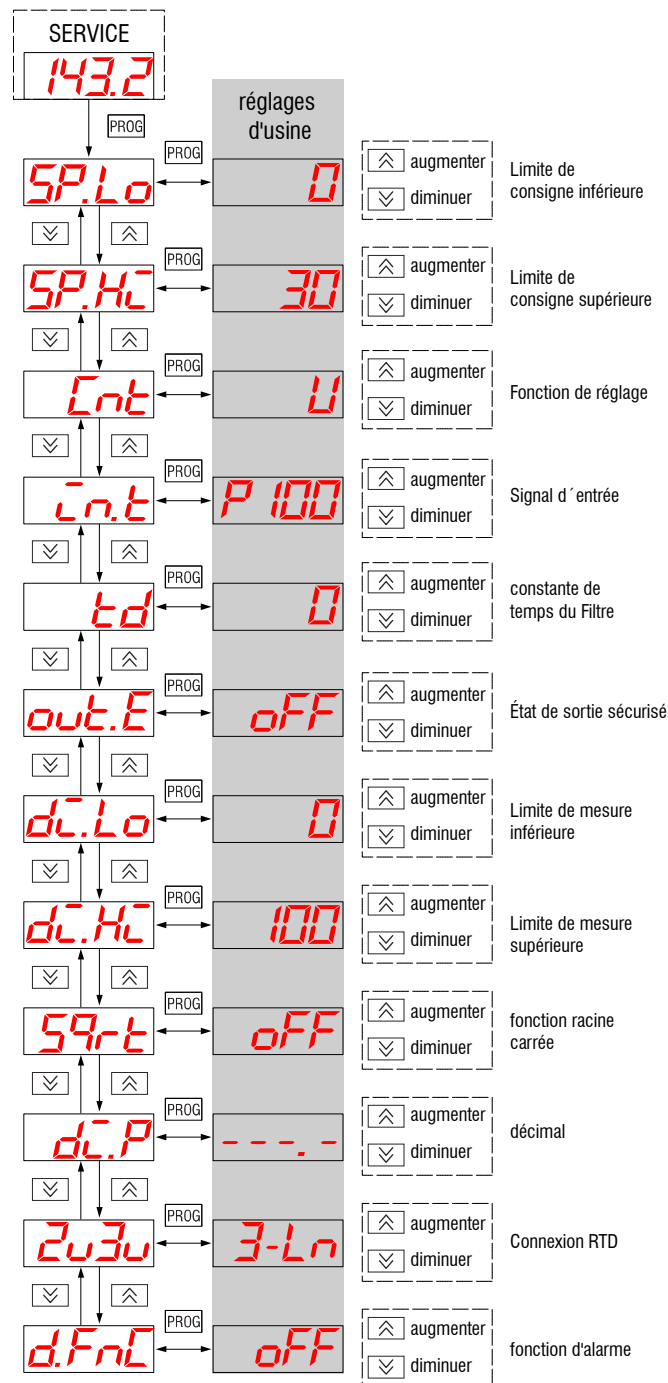 SERVICE
143.2
PROG
réglages
d'usine
SP.Lo
PROG
0
augmenter
diminuer
Limite de
consigne inférieure
SP.Hi
PROG
30
augmenter
diminuer
Limite de
consigne supérieure
Cnt
PROG
U
augmenter
diminuer
Fonction de réglage
in.t
PROG
P100
augmenter
diminuer
Signal d´entrée
td
PROG
0
augmenter
diminuer
constante de
temps du Filtre
out.E
PROG
oFF
augmenter
diminuer
État de sortie sécurisé
di.Lo
PROG
0
augmenter
diminuer
Limite de mesure
inférieure
di.Hi
PROG
100
augmenter
diminuer
Limite de mesure
supérieure
Sqrt
PROG
oFF
augmenter
diminuer
fonction racine
carrée
di.P
PROG
---.-
augmenter
diminuer
décimal
2u3u
PROG
3-Ln
augmenter
diminuer
Connexion RTD
d.FnC
PROG
oFF
augmenter
diminuer
fonction d'alarme